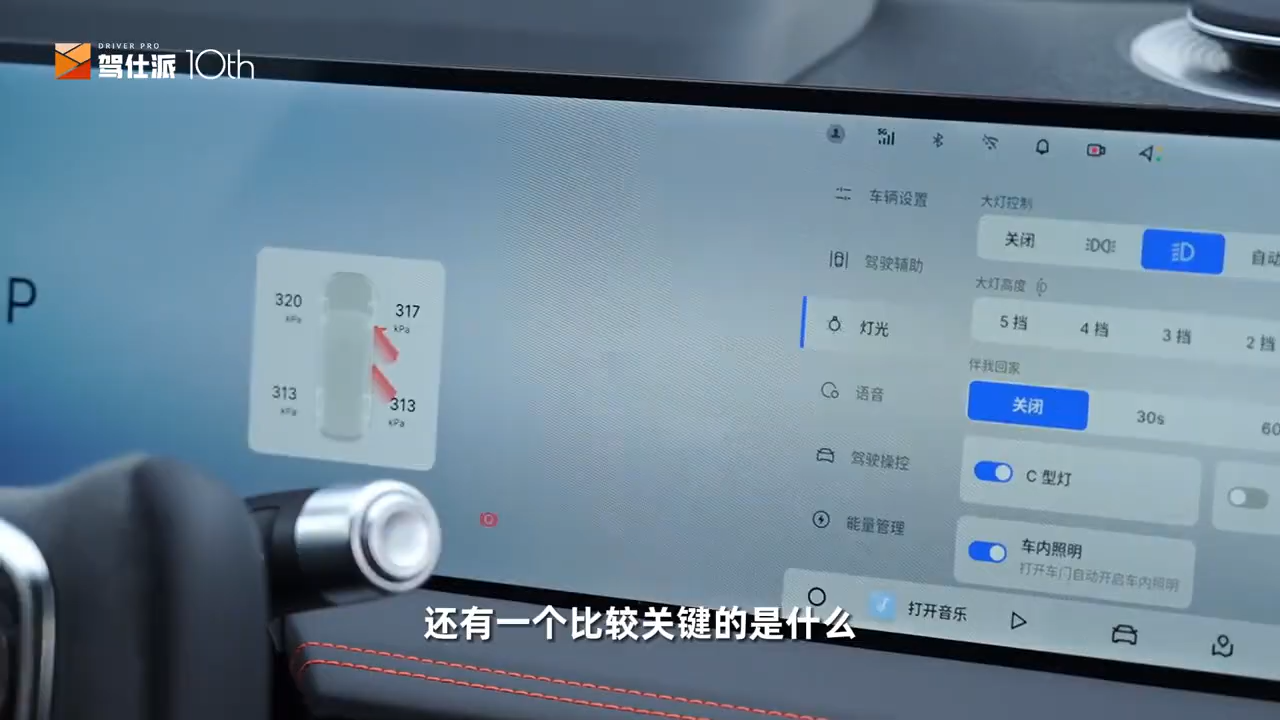 DRIVER PRO
驾仕派 10th
5G
车辆设置
大灯控制
关闭
自动
驾驶辅助
大灯高度
5 挡 4 挡 3 挡 2 挡
灯光
伴我回家
关闭 30s 60
语音
驾驶操控
C 型灯
能量管理
车内照明
打开车门自动开启车内照明
打开音乐
P
320 kPa
317 kPa
313 kPa
313 kPa
还有一个比较关键的是什么